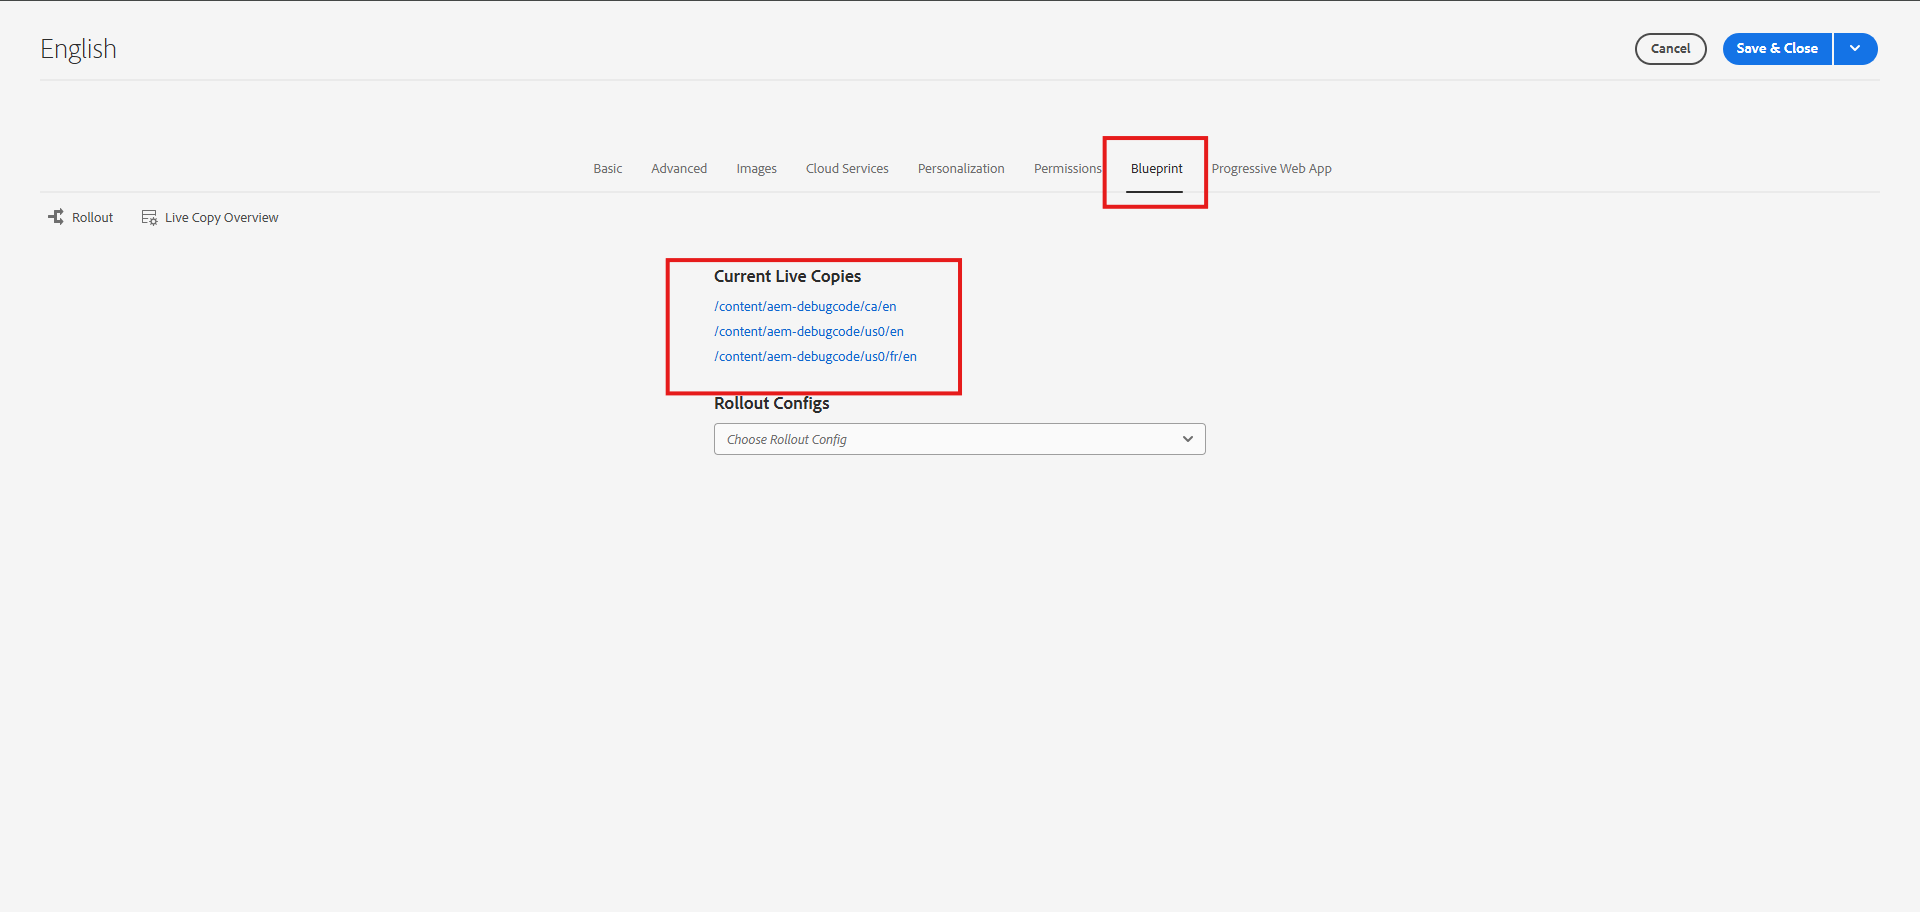 English
Cancel
Save & Close
Basic Advanced Images Cloud Services Personalization Permissions Blueprint Progressive Web App
Rollout Live Copy Overview
Current Live Copies
/content/aem-debugcode/ca/en
/content/aem-debugcode/us0/en
/content/aem-debugcode/us0/fr/en
Rollout Configs
Choose Rollout Config